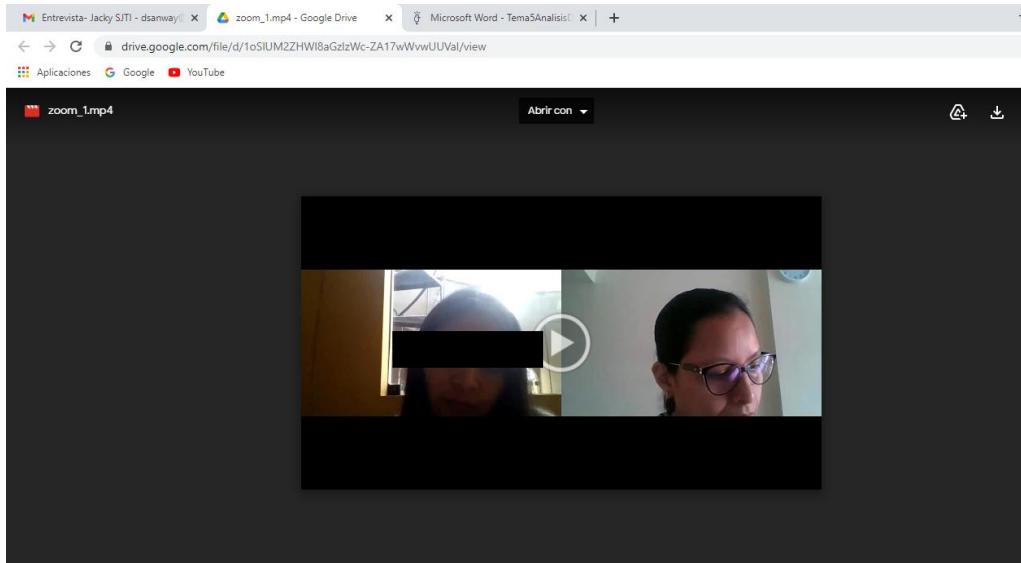 Entrevista- Jacky SJTI - dsanway
zoom_1.mp4 - Google Drive
Microsoft Word - Tema5Analisis
drive.google.com/file/d/1oSIUM2ZHWI8aGzlzWc-ZA17wWvwUUVal/view
Aplicaciones Google YouTube
zoom_1.mp4 Abrir con